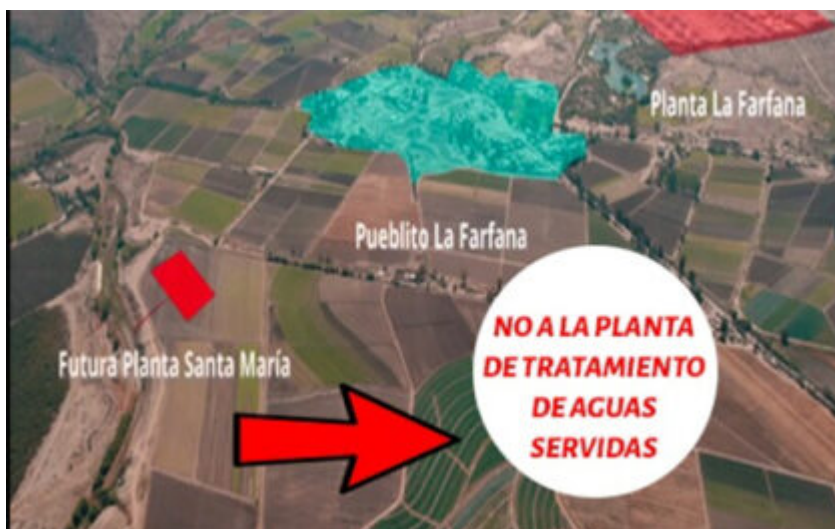 Planta La Farfana
Pueblito La Farfana
Futura Planta Santa María
NO A LA PLANTA
DE TRATAMIENTO
DE AGUAS
SERVIDAS